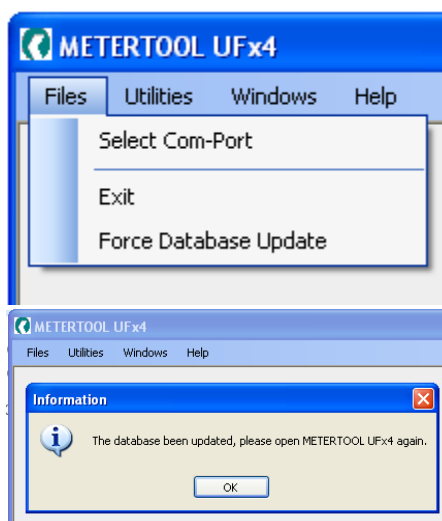 METERTOOL UFx4
Files Utilities Windows Help
Select Com-Port
Exit
Force Database Update
METERTOOL UFx4
Files Utilities Windows Help
Information
The database been updated, please open METERTOOL UFx4 again.
OK